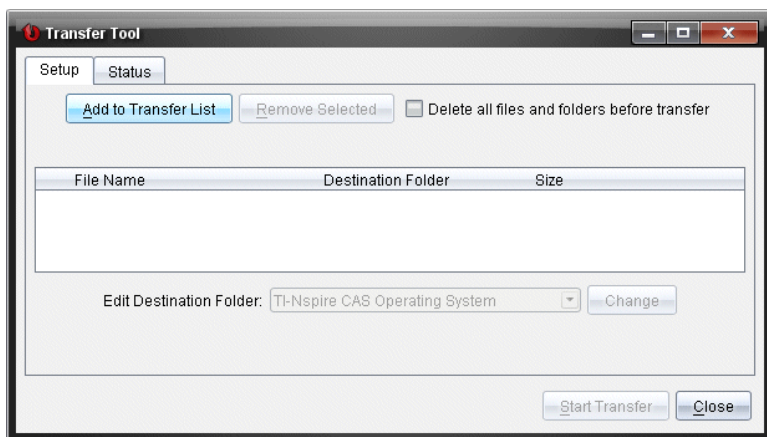 Transfer Tool
Setup Status
Add to Transfer List Remove Selected Delete all files and folders before transfer
File Name Destination Folder Size
Edit Destination Folder: TI-Nspire CAS Operating System Change
Start Transfer Close